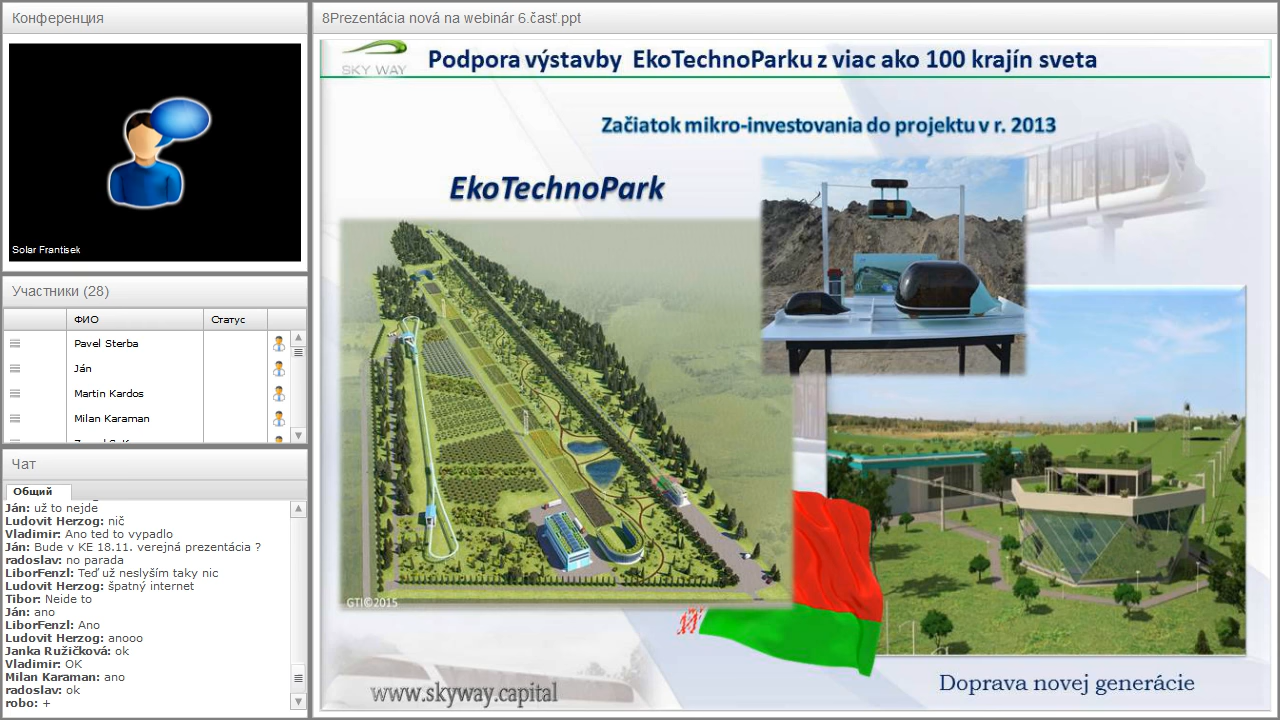 Конференция
Solar Frantisek
Участники (28)
ФИО
Статус
Pavel Sterba
Ján
Martin Kardos
Milan Karaman
Чат
Общий
Ján: už to nejde
Ludovit Herzog: nič
Vladimir: Ano ted to vypadlo
Ján: Bude v KE 18.11. verejná prezentácia ?
radoslav: no parada
LiborFenzl: Teď už neslyším taky nic
Ludovit Herzog: špatný internet
Tibor: Neide to
Ján: ano
LiborFenzl: Ano
Ludovit Herzog: anooo
Janka Ružičková: ok
Vladimir: OK
Milan Karaman: ano
radoslav: ok
robo: +
8Prezentácia nová na webinár 6.časť.ppt
SKY WAY
Podpora výstavby EkoTechnoParku z viac ako 100 krajín sveta
Začiatok mikro-investovania do projektu v r. 2013
EkoTechnoPark
GTI©2015
www.skyway.capital
Doprava novej generácie